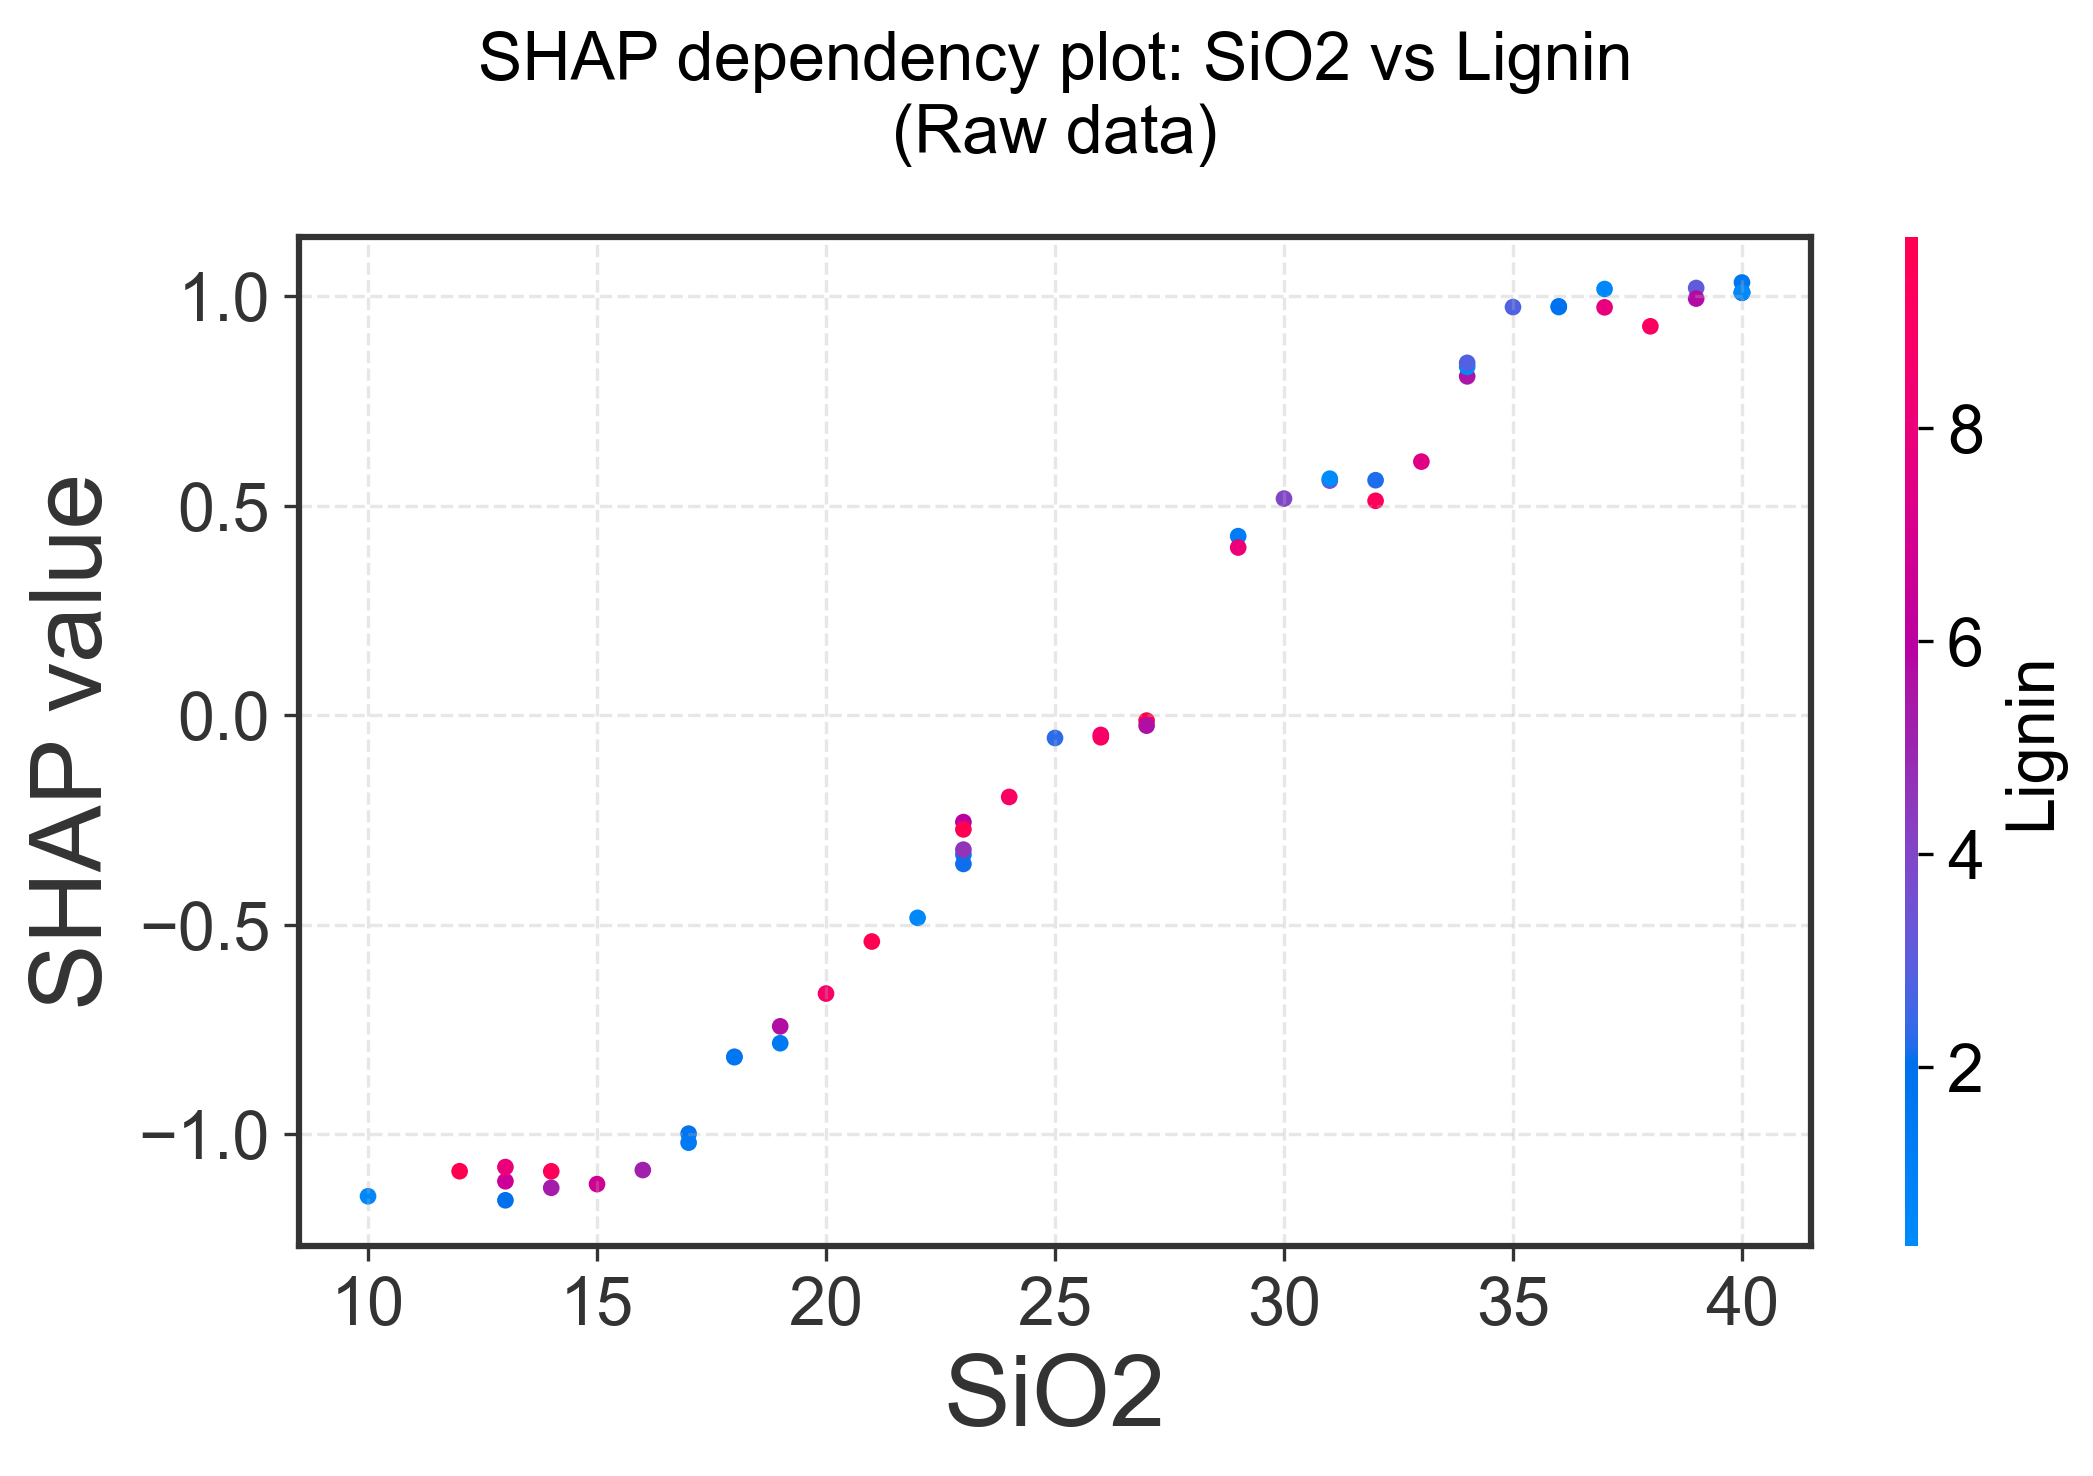 SHAP dependency plot: SiO2 vs Lignin
(Raw data)
SHAP value
1.0
0.5
0.0
−0.5
−1.0
10 15 20 25 30 35 40
SiO2
8
6
4
2
Lignin